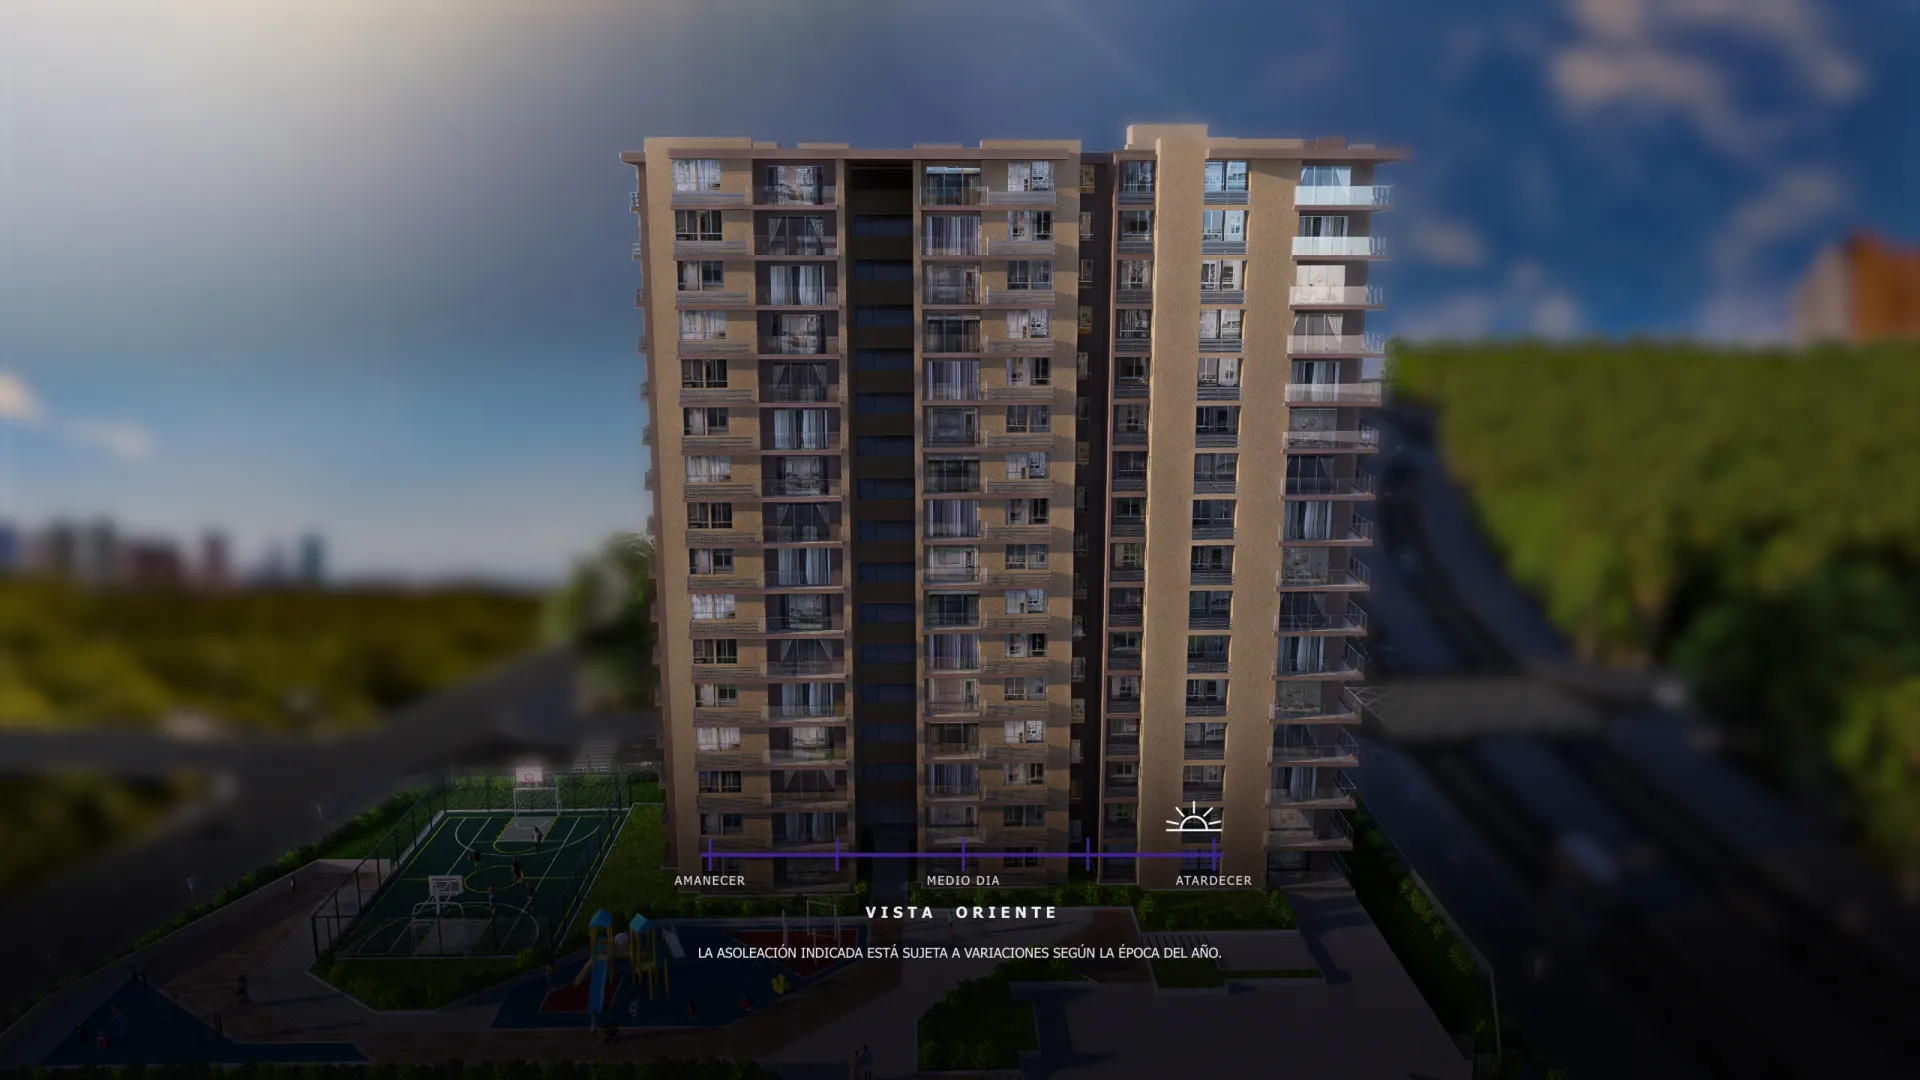 AMANECER
MEDIO DIA
ATARDECER
VISTA ORIENTE
LA ASOLEACIÓN INDICADA ESTÁ SUJETA A VARIACIONES SEGÚN LA ÉPOCA DEL AÑO.